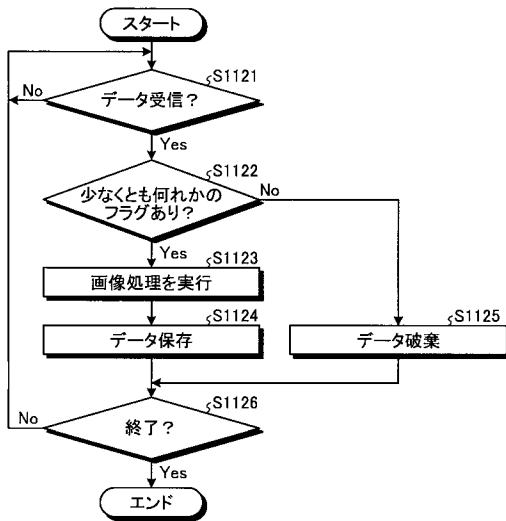 スタート
S1121
データ受信?
No
Yes
S1122
少なくとも何れかの
フラグあり?
No
Yes
S1123
画像処理を実行
S1124
データ保存
S1125
データ破棄
S1126
終了?
No
Yes
エンド